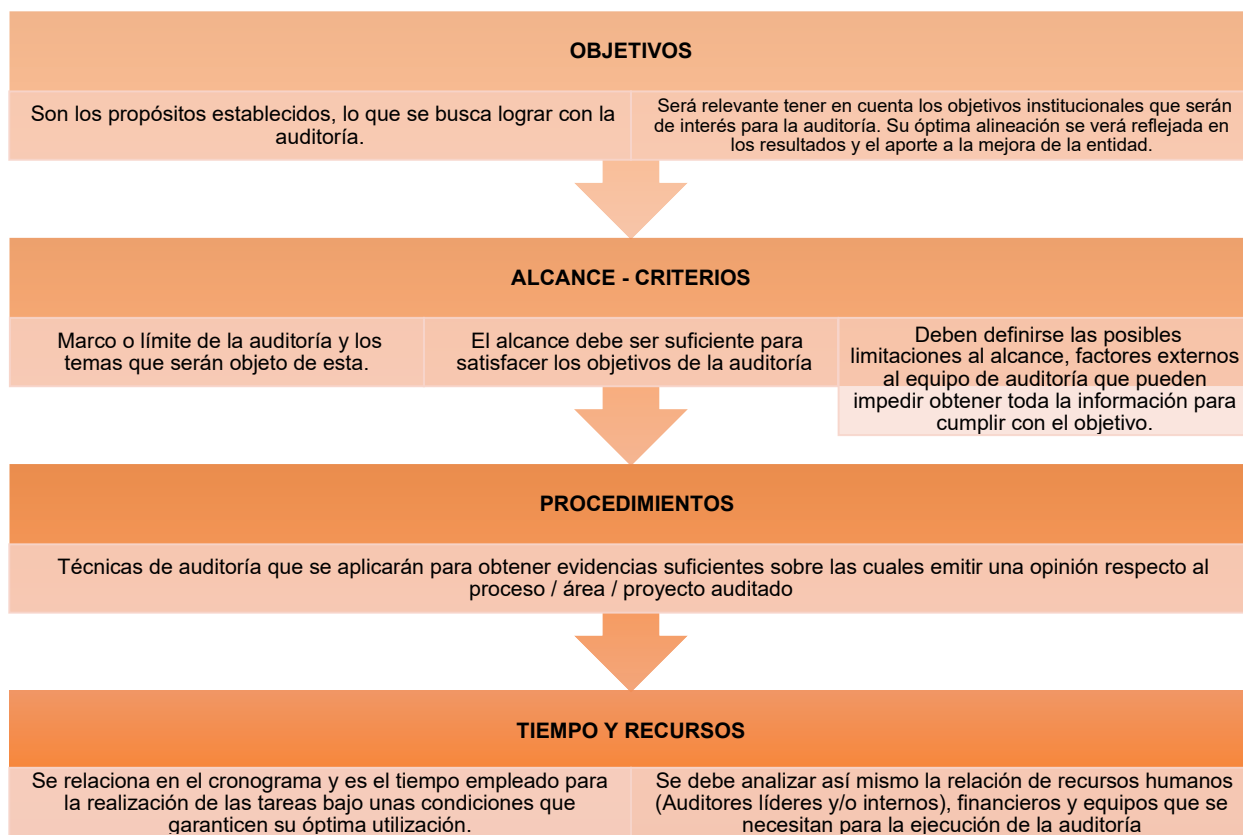 OBJETIVOS
Son los propósitos establecidos, lo que se busca lograr con la
auditoría.
Será relevante tener en cuenta los objetivos institucionales que serán
de interés para la auditoría. Su óptima alineación se verá reflejada en
los resultados y el aporte a la mejora de la entidad.
ALCANCE - CRITERIOS
Marco o límite de la auditoría y los
temas que serán objeto de esta.
El alcance debe ser suficiente para
satisfacer los objetivos de la auditoría
Deben definirse las posibles
limitaciones al alcance, factores externos
al equipo de auditoría que pueden
impedir obtener toda la información para
cumplir con el objetivo.
PROCEDIMIENTOS
Técnicas de auditoría que se aplicarán para obtener evidencias suficientes sobre las cuales emitir una opinión respecto al
proceso / área / proyecto auditado
TIEMPO Y RECURSOS
Se relaciona en el cronograma y es el tiempo empleado para
la realización de las tareas bajo unas condiciones que
garanticen su óptima utilización.
Se debe analizar así mismo la relación de recursos humanos
(Auditores líderes y/o internos), financieros y equipos que se
necesitan para la ejecución de la auditoría